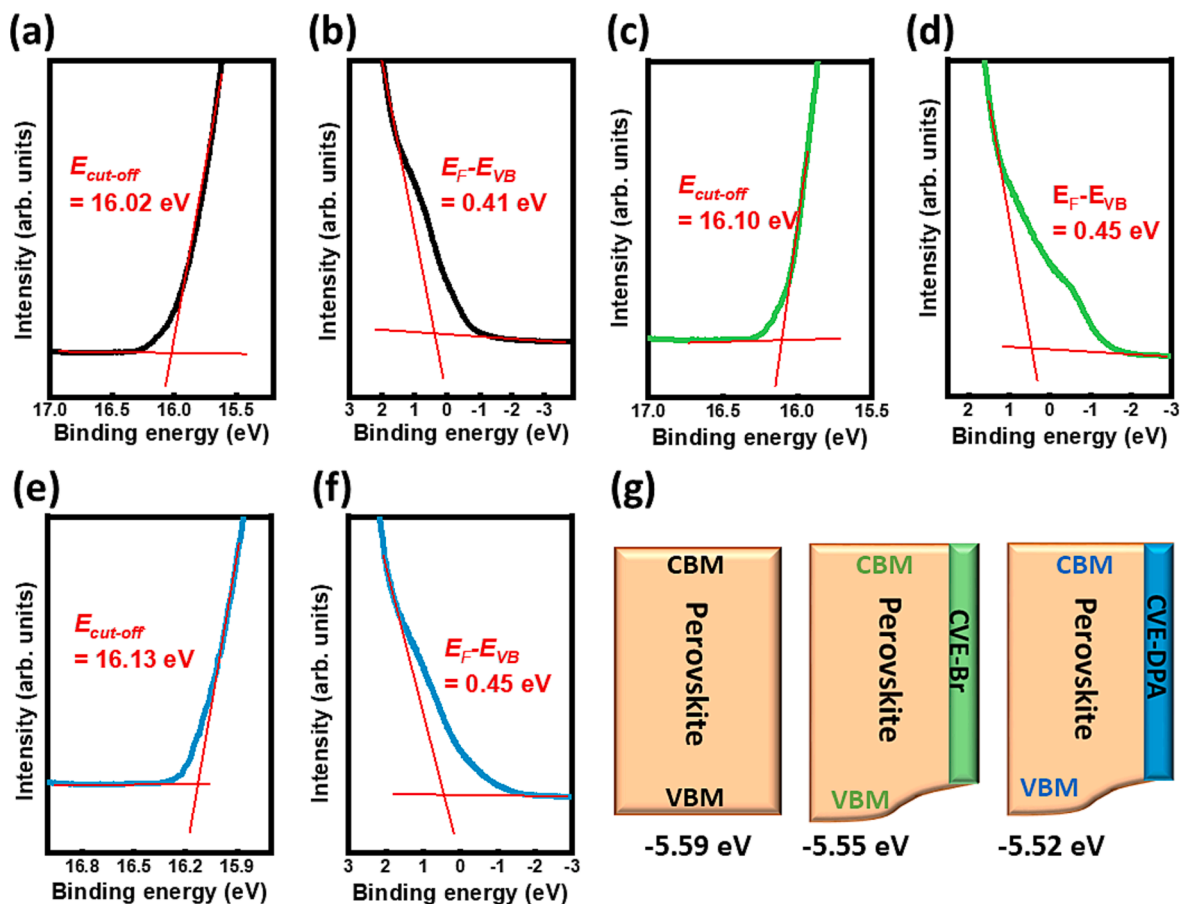 (a)
Intensity (arb. units)
E_cut-off
= 16.02 eV
17.0 16.5 16.0 15.5
Binding energy (eV)
(b)
Intensity (arb. units)
E_F-E_VB
= 0.41 eV
3 2 1 0 -1 -2 -3
Binding energy (eV)
(c)
Intensity (arb. units)
E_cut-off
= 16.10 eV
17.0 16.5 16.0 15.5
Binding energy (eV)
(d)
Intensity (arb. units)
E_F-E_VB
= 0.45 eV
2 1 0 -1 -2 -3
Binding energy (eV)
(e)
Intensity (arb. units)
E_cut-off
= 16.13 eV
16.8 16.5 16.2 15.9
Binding energy (eV)
(f)
Intensity (arb. units)
E_F-E_VB
= 0.45 eV
3 2 1 0 -1 -2 -3
Binding energy (eV)
(g)
CBM
Perovskite
VBM
-5.59 eV
CBM
Perovskite
CVE-Br
VBM
-5.55 eV
CBM
Perovskite
CVE-DPA
VBM
-5.52 eV